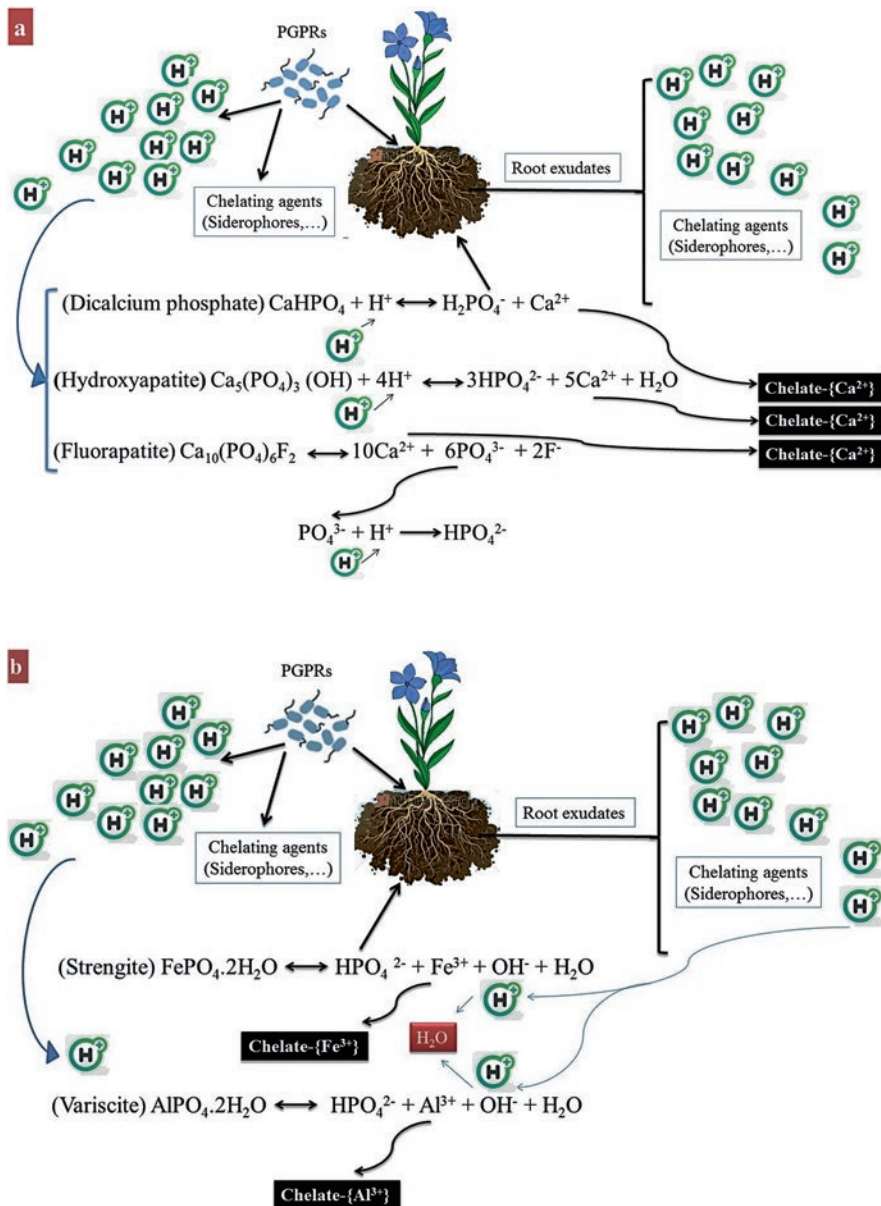 a
PGPRs
Root exudates
Chelating agents
(Siderophores,…)
Chelating agents
(Siderophores,…)
H+ H+ H+ H+ H+ H+ H+ H+ H+ H+ H+
H+ H+ H+ H+ H+ H+ H+ H+ H+ H+
(Dicalcium phosphate) CaHPO₄ + H⁺ ⟷ H₂PO₄⁻ + Ca²⁺
H+
Chelate-{Ca²⁺}
(Hydroxyapatite) Ca₅(PO₄)₃ (OH) + 4H⁺ ⟷ 3HPO₄²⁻ + 5Ca²⁺ + H₂O
H+
Chelate-{Ca²⁺}
(Fluorapatite) Ca₁₀(PO₄)₆F₂ ⟷ 10Ca²⁺ + 6PO₄³⁻ + 2F⁻
Chelate-{Ca²⁺}
PO₄³⁻ + H⁺ ⟶ HPO₄²⁻
H+
b
PGPRs
Root exudates
Chelating agents
(Siderophores,…)
Chelating agents
(Siderophores,…)
H+ H+ H+ H+ H+ H+ H+ H+ H+ H+ H+
H+ H+ H+ H+ H+ H+ H+ H+ H+ H+
(Strengite) FePO₄.2H₂O ⟷ HPO₄ ²⁻ + Fe³⁺ + OH⁻ + H₂O
H+
Chelate-{Fe³⁺}
H₂O
H+
H+
(Variscite) AlPO₄.2H₂O ⟷ HPO₄²⁻ + Al³⁺ + OH⁻ + H₂O
Chelate-{Al³⁺}